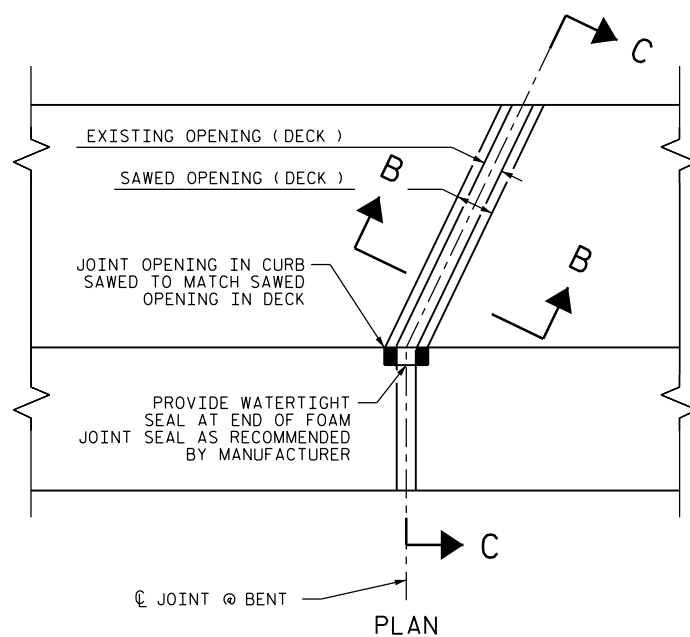 C
EXISTING OPENING (DECK)
B
SAWED OPENING (DECK)
B
JOINT OPENING IN CURB
SAWED TO MATCH SAWED
OPENING IN DECK
PROVIDE WATERTIGHT
SEAL AT END OF FOAM
JOINT SEAL AS RECOMMENDED
BY MANUFACTURER
C
℄ JOINT @ BENT
PLAN